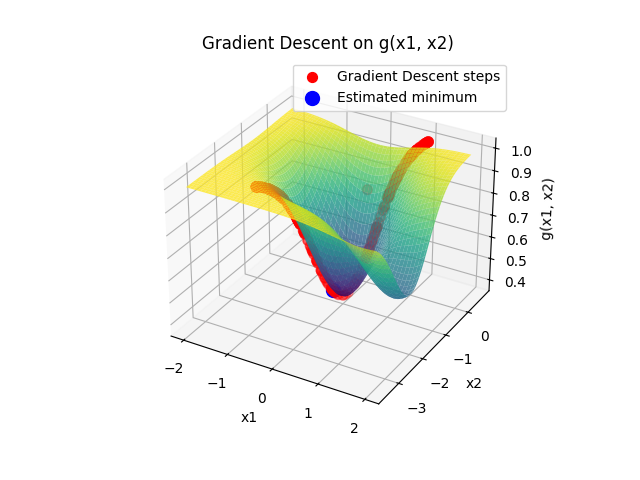 Gradient Descent on g(x1, x2)
Gradient Descent steps
Estimated minimum
1.0
0.9
0.8
0.7
0.6
0.5
0.4
g(x1, x2)
0
−1
−2
−3
x2
−2
−1
0
1
2
x1